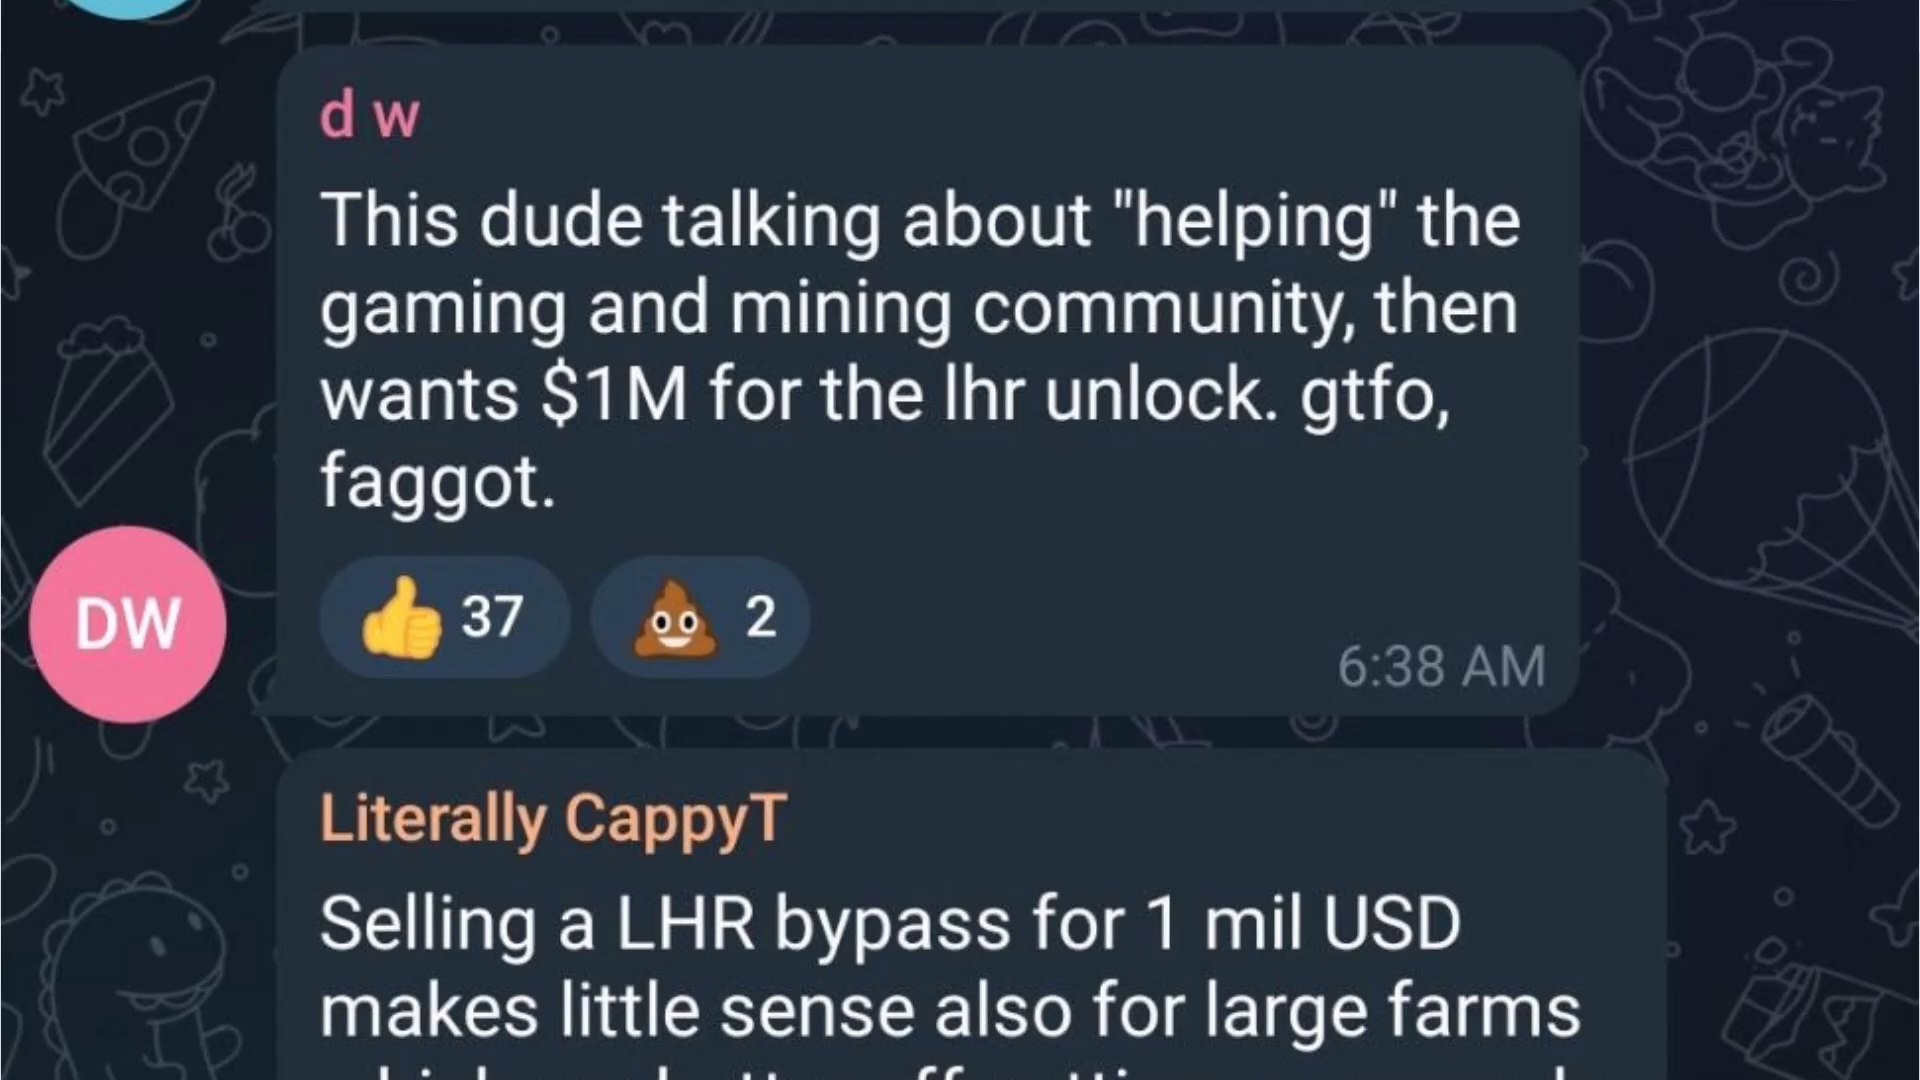 d w
This dude talking about "helping" the
gaming and mining community, then
wants $1M for the lhr unlock. gtfo,
faggot.
👍 37 💩 2
6:38 AM
DW
Literally CappyT
Selling a LHR bypass for 1 mil USD
makes little sense also for large farms